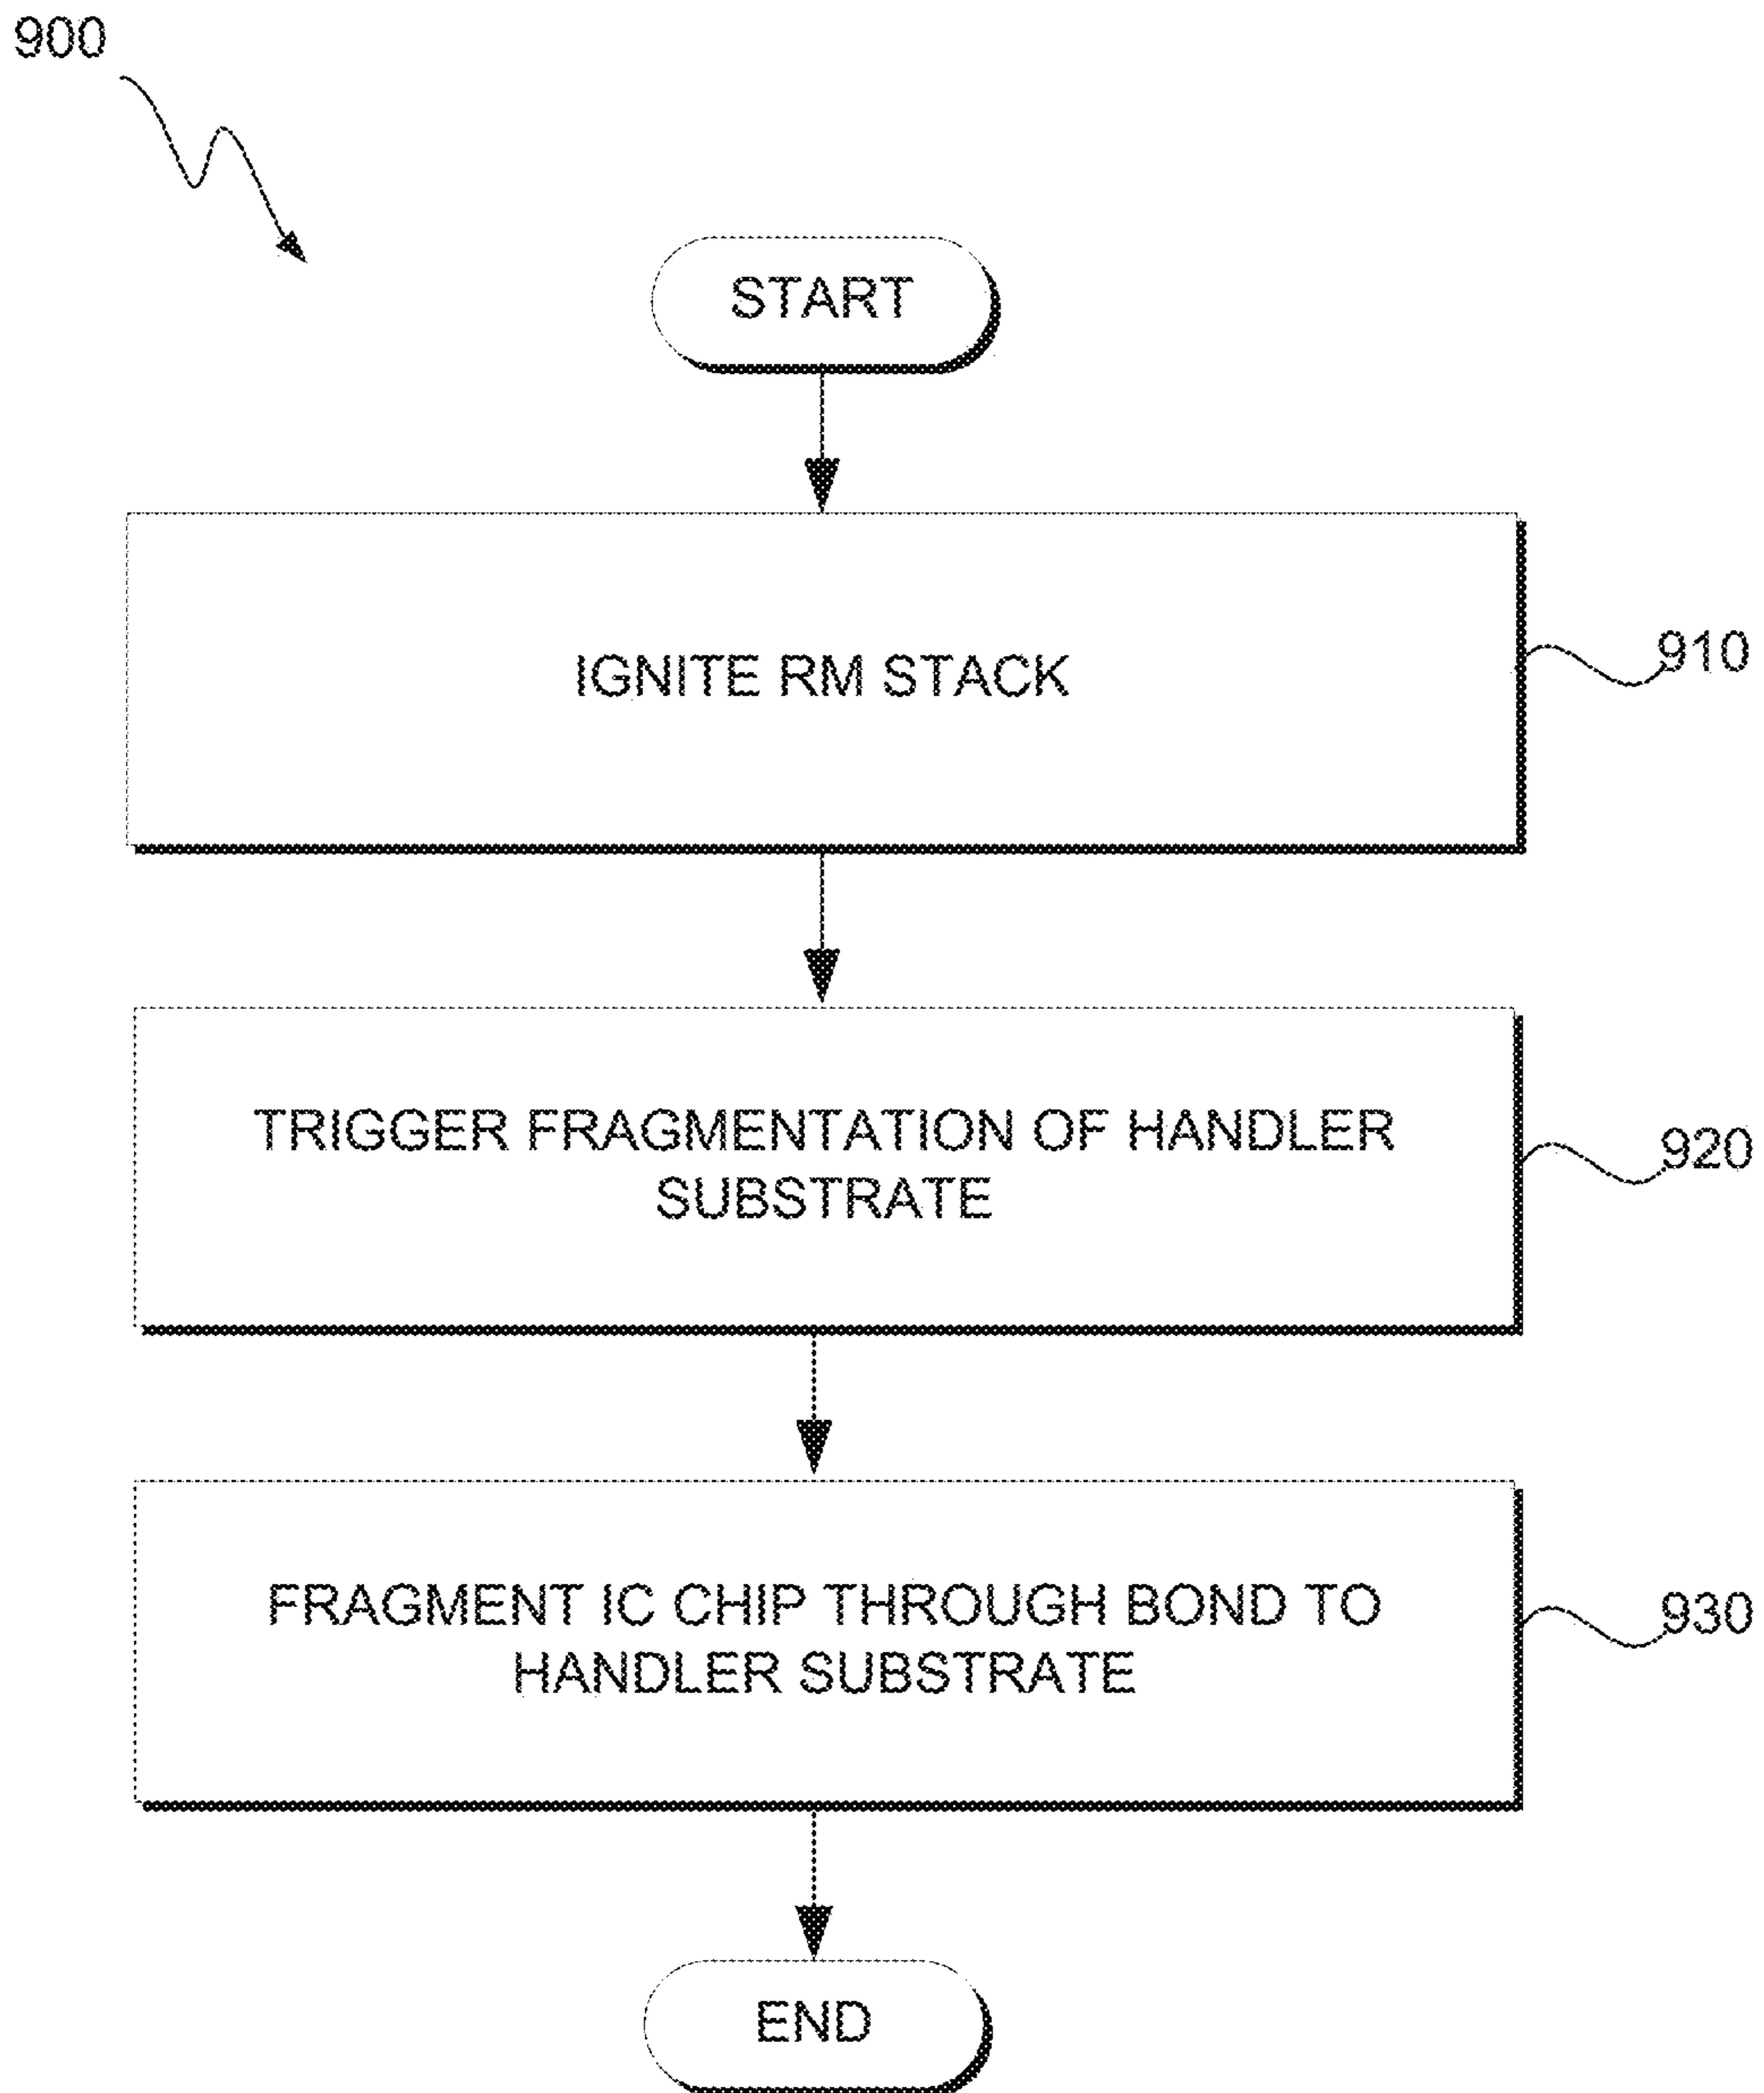 900
START
IGNITE RM STACK
910
TRIGGER FRAGMENTATION OF HANDLER
SUBSTRATE
920
FRAGMENT IC CHIP THROUGH BOND TO
HANDLER SUBSTRATE
930
END